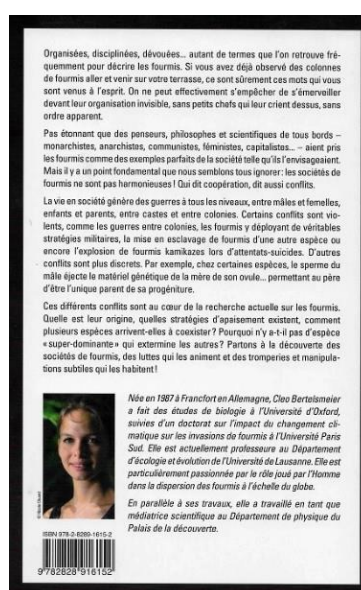 Organisées, disciplinées, dévouées... autant de termes que l'on retrouve fré-
quemment pour décrire les fourmis. Si vous avez déjà observé des colonnes
de fourmis aller et venir sur votre terrasse, ce sont sûrement ces mots qui vous
sont venus à l'esprit. On ne peut effectivement s'empêcher de s'émerveiller
devant leur organisation invisible, sans petits chefs qui leur crient dessus, sans
ordre apparent.
Pas étonnant que des penseurs, philosophes et scientifiques de tous bords –
monarchistes, anarchistes, communistes, féministes, capitalistes... – aient pris
les fourmis comme des exemples parfaits de la société telle qu'ils l'envisageaient.
Mais il y a un point fondamental que nous semblons tous ignorer: les sociétés de
fourmis ne sont pas harmonieuses! Qui dit coopération, dit aussi conflits.
La vie en société génère des guerres à tous les niveaux, entre mâles et femelles,
enfants et parents, entre castes et entre colonies. Certains conflits sont vio-
lents, comme les guerres entre colonies, les fourmis y déployant de véritables
stratégies militaires, la mise en esclavage de fourmis d'une autre espèce ou
encore l'explosion de fourmis kamikazes lors d'attentats-suicides. D'autres
conflits sont plus discrets. Par exemple, chez certaines espèces, le sperme du
mâle éjecte le matériel génétique de la mère de son ovule... permettant au père
d'être l'unique parent de sa progéniture.
Ces différents conflits sont au cœur de la recherche actuelle sur les fourmis.
Quelle est leur origine, quelles stratégies d'apaisement existent, comment
plusieurs espèces arrivent-elles à coexister? Pourquoi n'y a-t-il pas d'espèce
«super-dominante» qui extermine les autres? Partons à la découverte des
sociétés de fourmis, des luttes qui les animent et des tromperies et manipula-
tions subtiles qui les habitent!
Née en 1987 à Francfort en Allemagne, Cleo Bertelsmeier
a fait des études de biologie à l'Université d'Oxford,
suivies d'un doctorat sur l'impact du changement cli-
matique sur les invasions de fourmis à l'Université Paris
Sud. Elle est actuellement professeure au Département
d'écologie et évolution de l'Université de Lausanne. Elle est
particulièrement passionnée par le rôle joué par l'Homme
dans la dispersion des fourmis à l'échelle du globe.
En parallèle à ses travaux, elle a travaillé en tant que
médiatrice scientifique au Département de physique du
Palais de la découverte.
ISBN 978-2-8289-1615-2
9 782828 916152